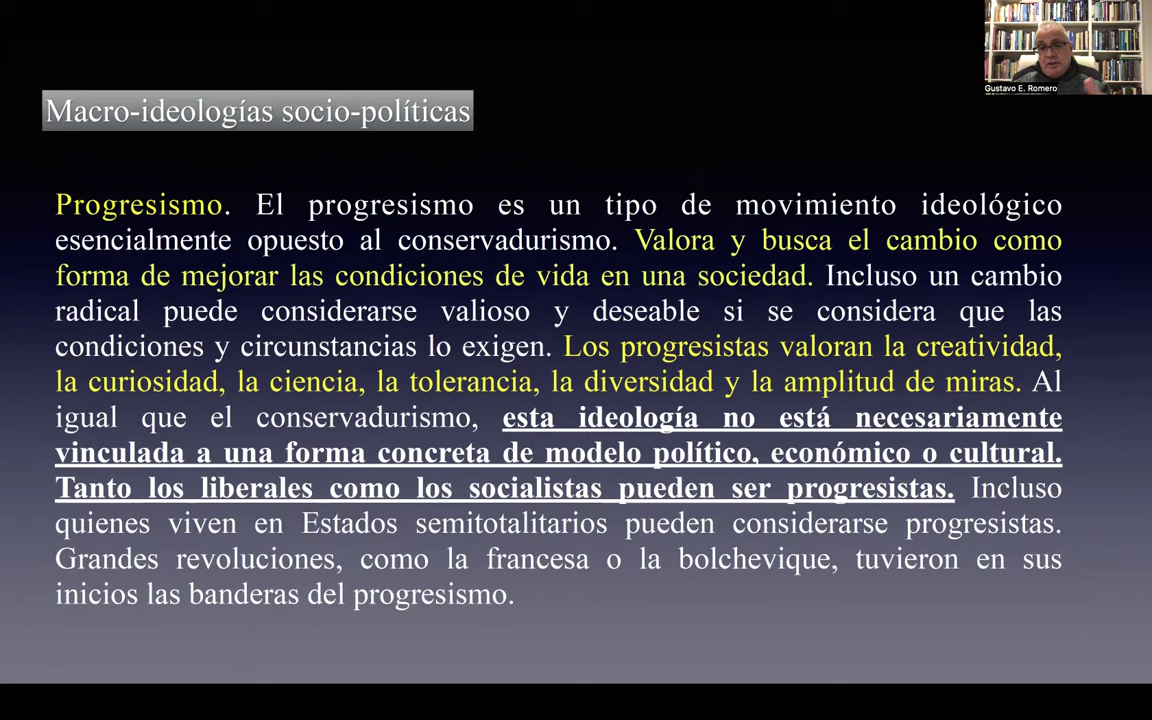 Gustavo E. Romero
Macro-ideologías socio-políticas
Progresismo. El progresismo es un tipo de movimiento ideológico
esencialmente opuesto al conservadurismo. Valora y busca el cambio como
forma de mejorar las condiciones de vida en una sociedad. Incluso un cambio
radical puede considerarse valioso y deseable si se considera que las
condiciones y circunstancias lo exigen. Los progresistas valoran la creatividad,
la curiosidad, la ciencia, la tolerancia, la diversidad y la amplitud de miras. Al
igual que el conservadurismo, esta ideología no está necesariamente
vinculada a una forma concreta de modelo político, económico o cultural.
Tanto los liberales como los socialistas pueden ser progresistas. Incluso
quienes viven en Estados semitotalitarios pueden considerarse progresistas.
Grandes revoluciones, como la francesa o la bolchevique, tuvieron en sus
inicios las banderas del progresismo.